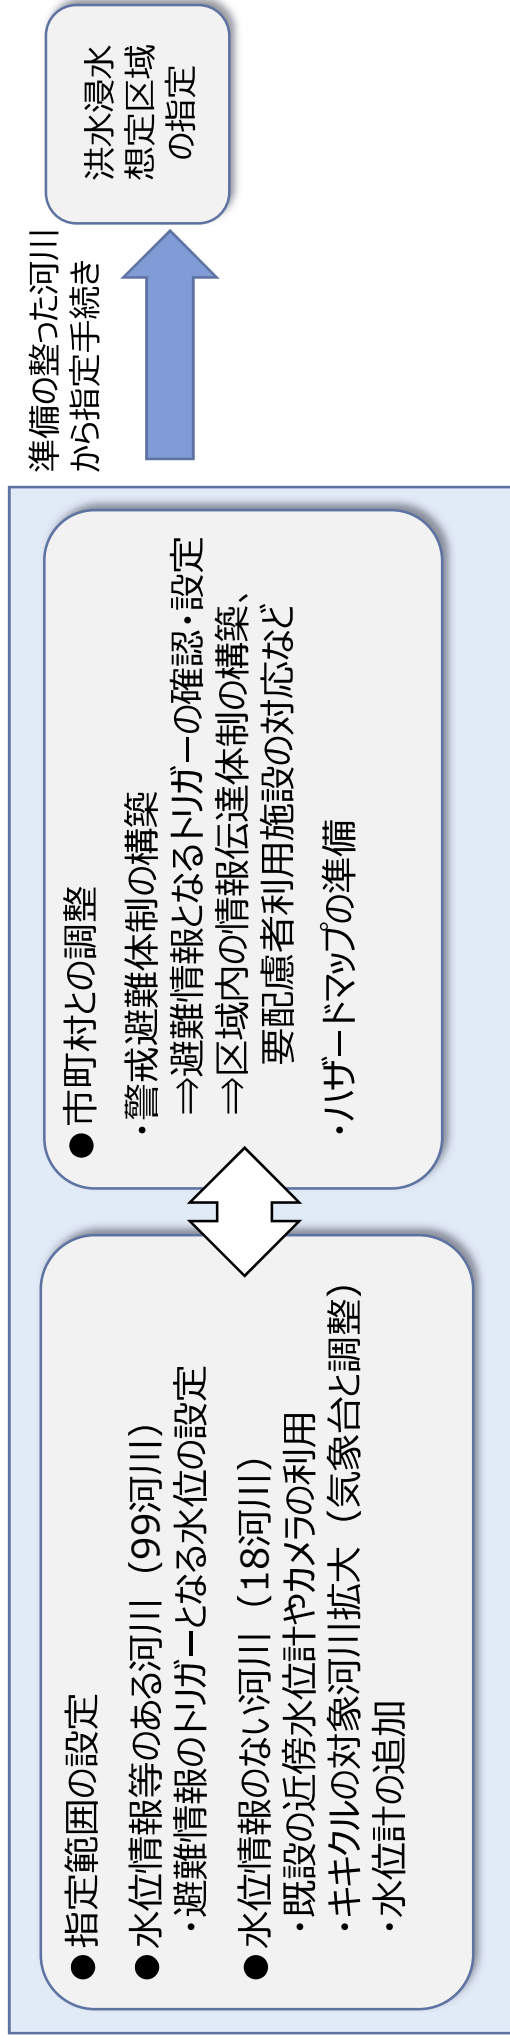 ●指定範囲の設定
●水位情報等のある河川（99河川）
・避難情報のトリガーとなる水位の設定
●水位情報のない河川（18河川）
・既設の近傍水位計やカメラの利用
・キキクルの対象河川拡大（気象台と調整）
・水位計の追加
●市町村との調整
・警戒避難体制の構築
⇒避難情報となるトリガーの確認・設定
⇒区域内の情報伝達体制の構築、
要配慮者利用施設の対応など
・ハザードマップの準備
準備の整った河川
から指定手続き
洪水浸水
想定区域
の指定